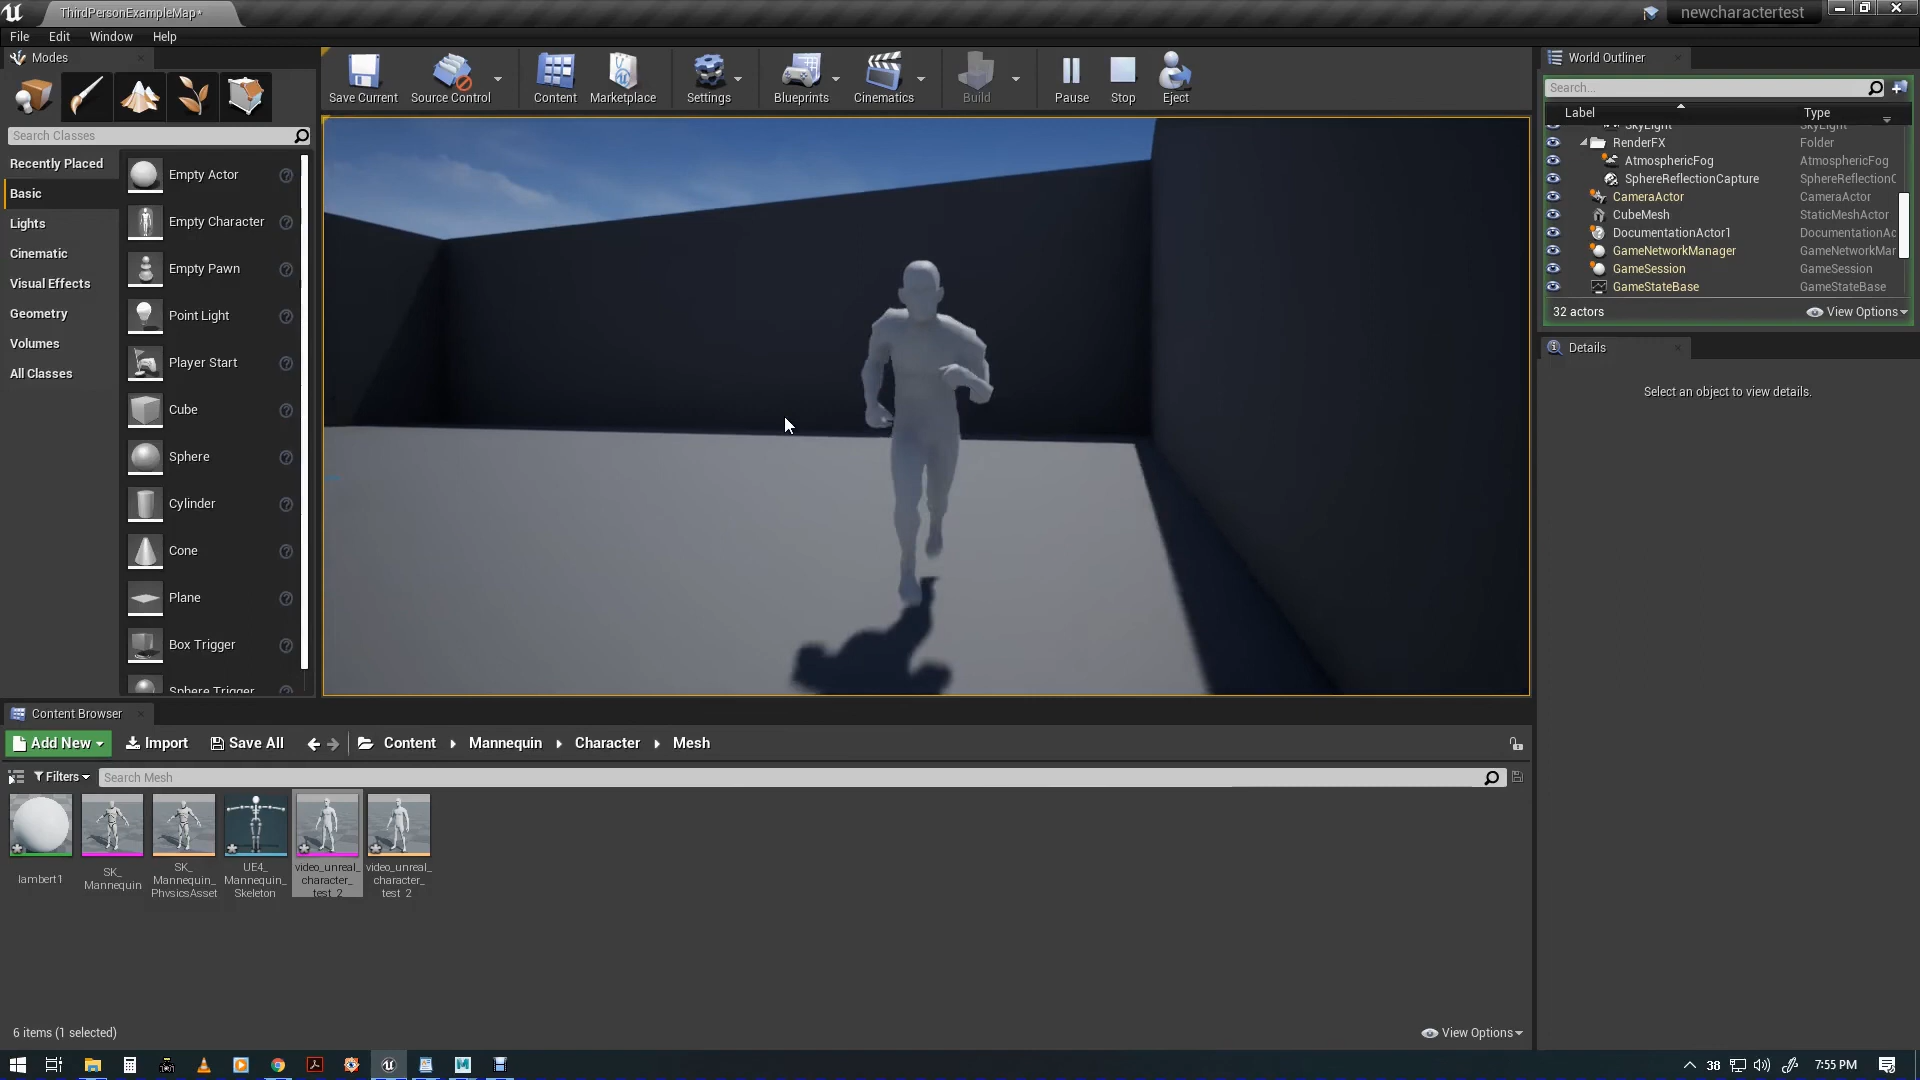 ThirdPersonExampleMap*
newcharactertest
File Edit Window Help
Modes
Search Classes
Recently Placed
Basic
Lights
Cinematic
Visual Effects
Geometry
Volumes
All Classes
Empty Actor
Empty Character
Empty Pawn
Point Light
Player Start
Cube
Sphere
Cylinder
Cone
Plane
Box Trigger
Sphere Trigger
Save Current
Source Control
Content
Marketplace
Settings
Blueprints
Cinematics
Build
Pause
Stop
Eject
World Outliner
Search...
Label Type
SkyLight SkyLight
RenderFX Folder
AtmosphericFog AtmosphericFog
SphereReflectionCapture SphereReflectionC
CameraActor CameraActor
CubeMesh StaticMeshActor
DocumentationActor1 DocumentationAc
GameNetworkManager GameNetworkMar
GameSession GameSession
GameStateBase GameStateBase
32 actors View Options
Details
Select an object to view details.
Content Browser
Add New Import Save All Content Mannequin Character Mesh
Filters Search Mesh
lambert1
SK_
Mannequin
SK_
Mannequin_
PhysicsAsset
UE4_
Mannequin_
Skeleton
video_unreal_
character_
test_2
video_unreal_
character_
test_2
6 items (1 selected) View Options
38 7:55 PM